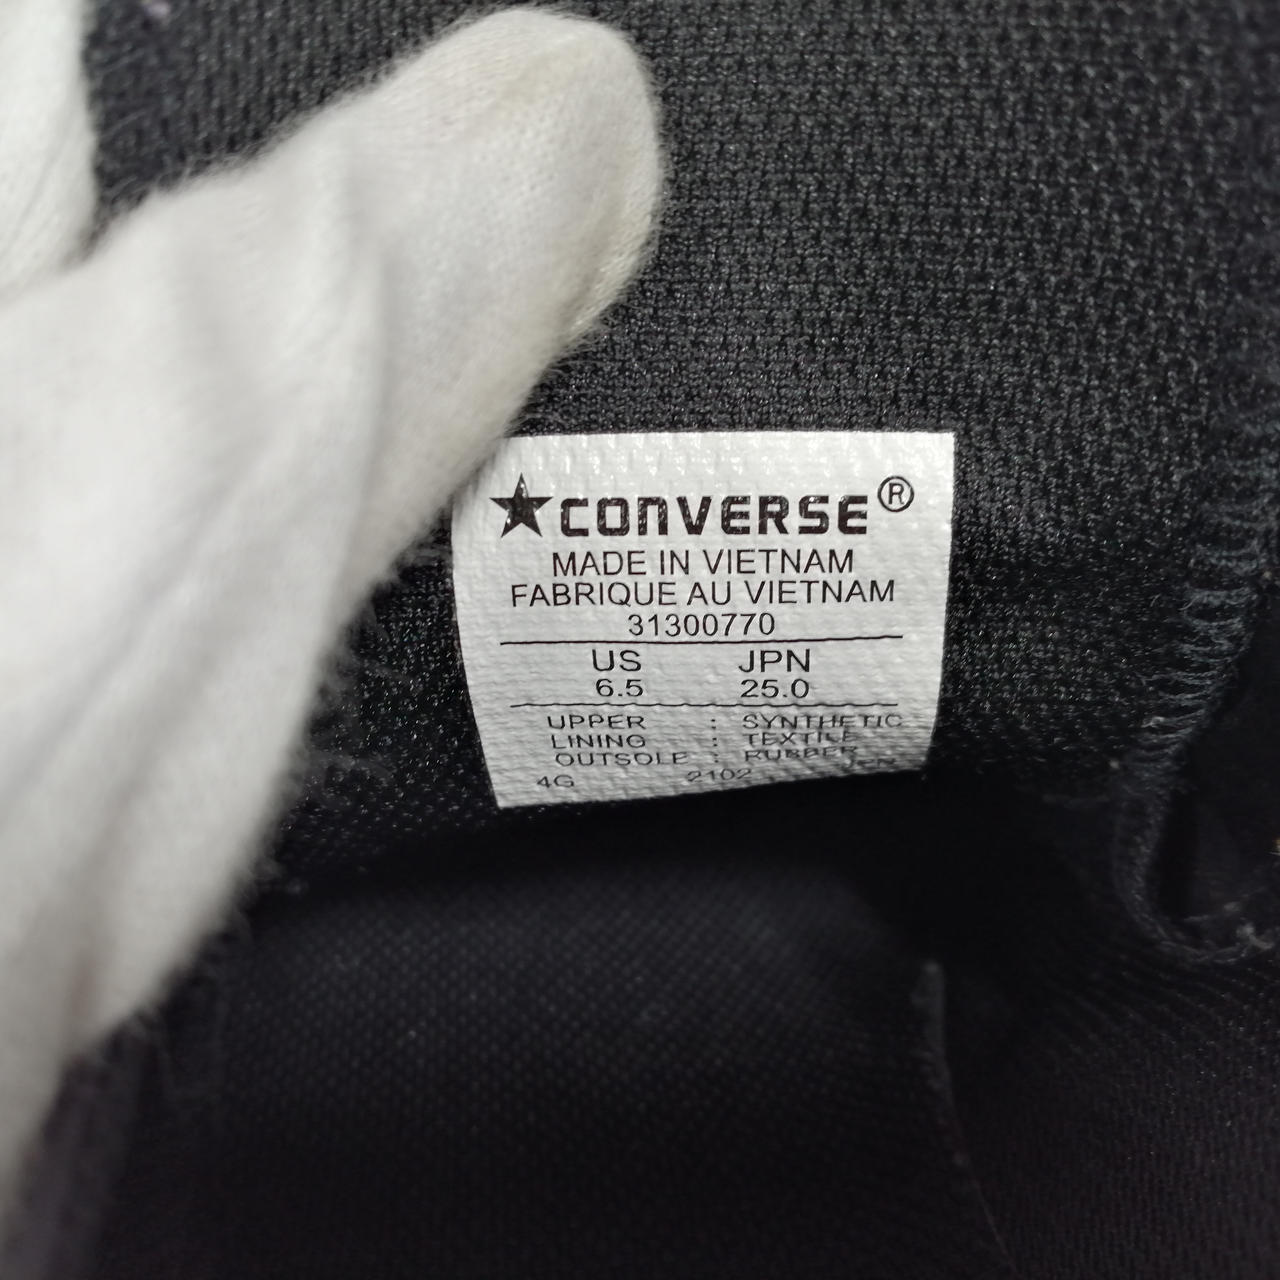 ★CONVERSE®
MADE IN VIETNAM
FABRIQUE AU VIETNAM
31300770
US JPN
6.5 25.0
UPPER : SYNTHETIC
LINING : TEXTILE
OUTSOLE : RUBBER
4G 2102 JPN